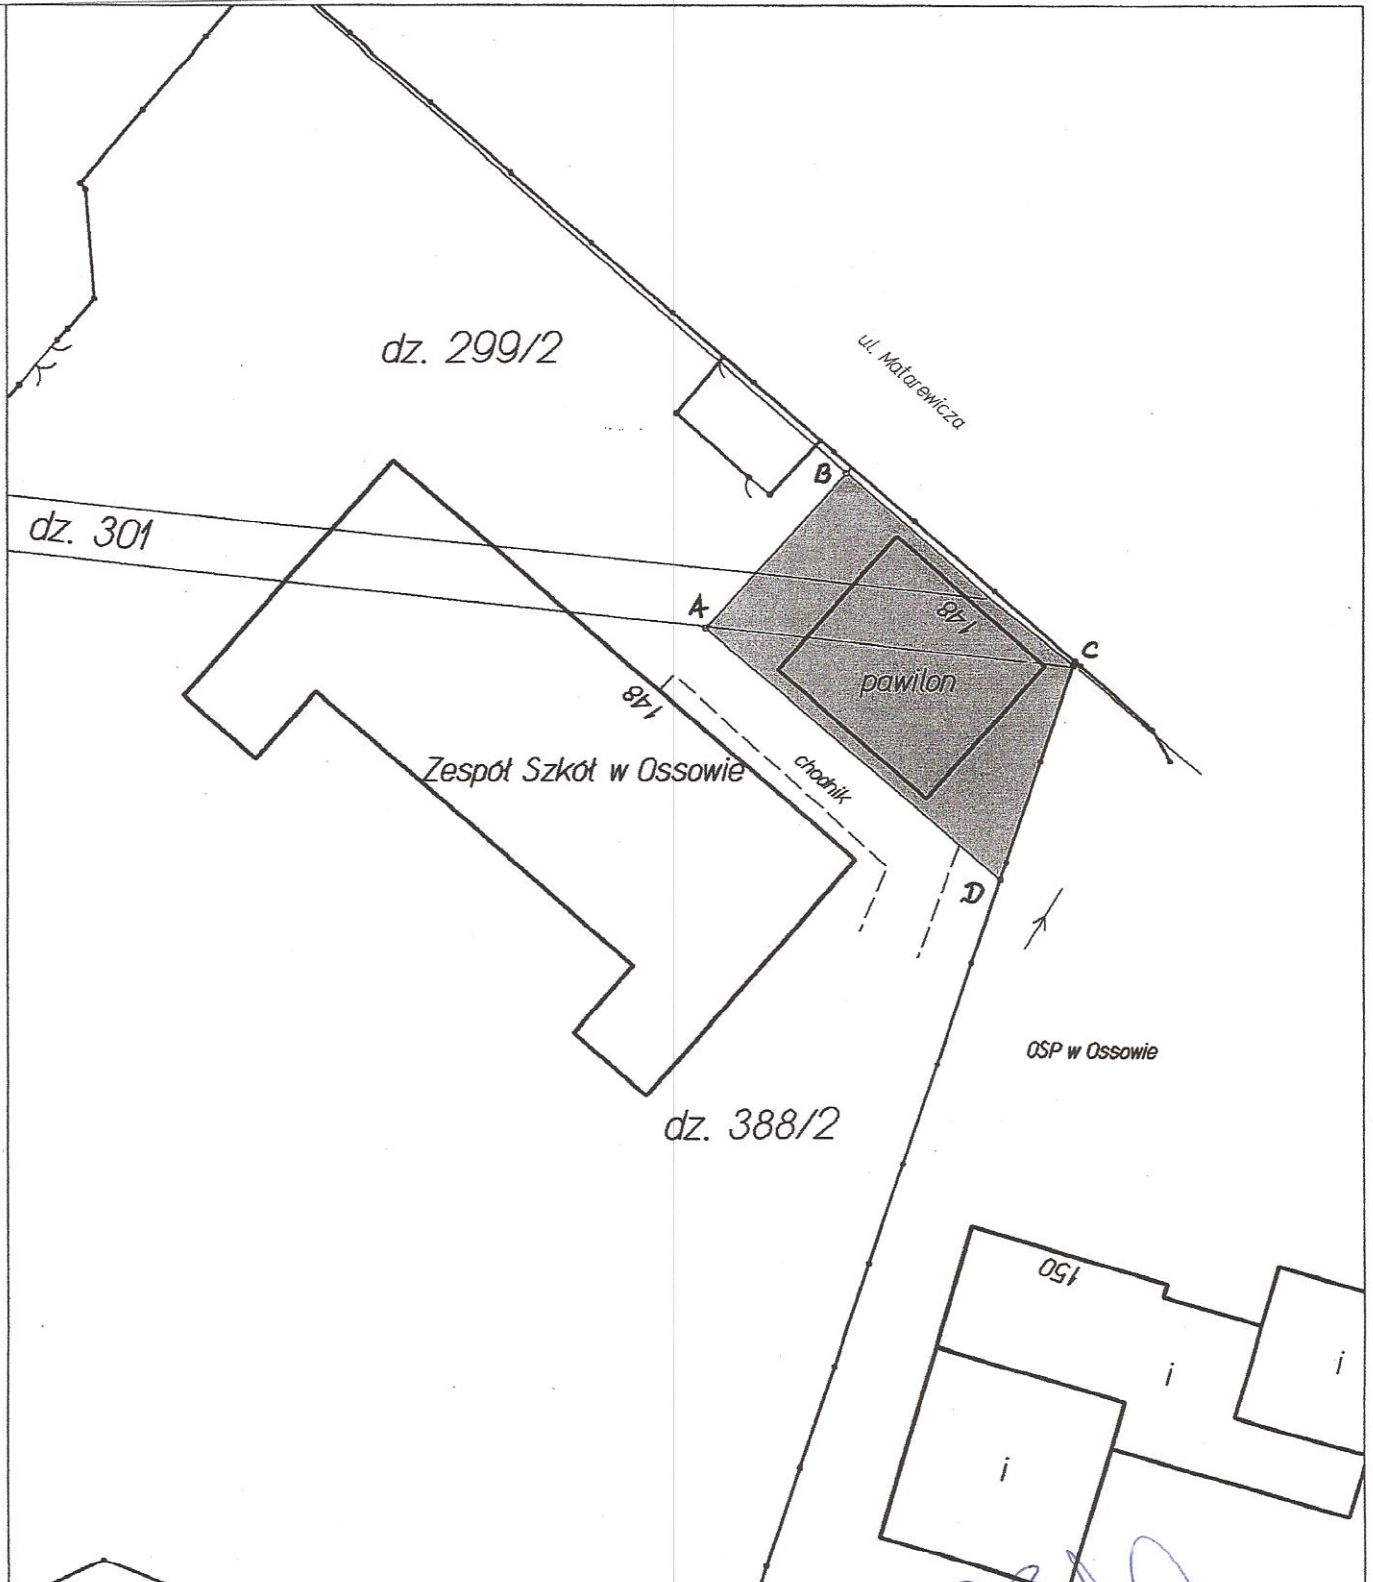 dz. 299/2
ul. Matarewicza
B
dz. 301
A
148
C
pawilon
148
Zespół Szkół w Ossowie
chodnik
D
OSP w Ossowie
dz. 388/2
150
i
i
i